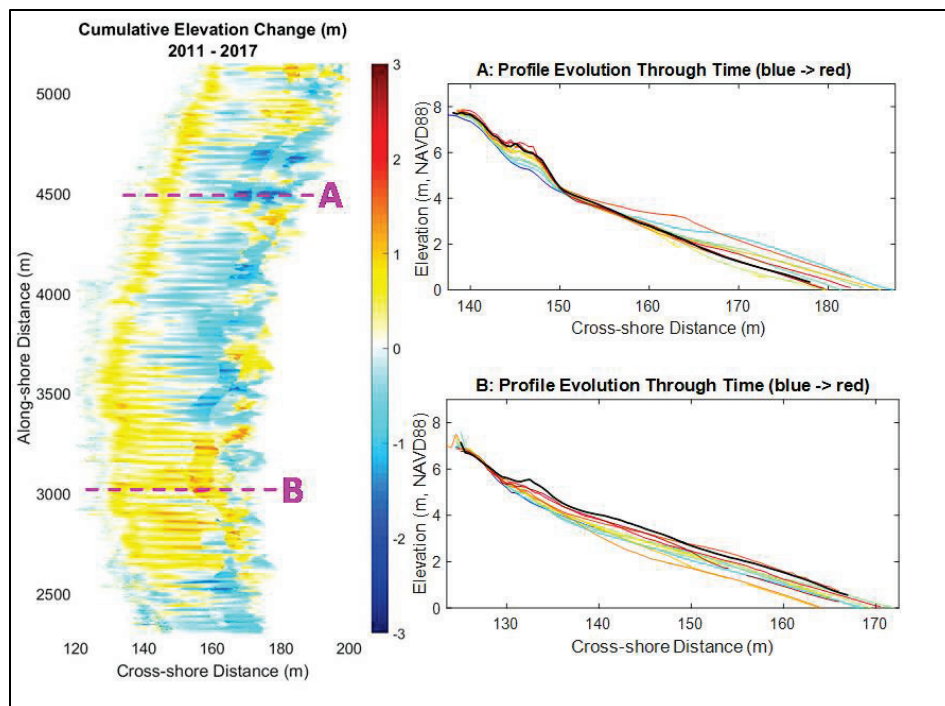 Cumulative Elevation Change (m)
2011 - 2017
Along-shore Distance (m)
5000
4500
4000
3500
3000
2500
120 140 160 180 200
Cross-shore Distance (m)
A
B
3
2
1
0
-1
-2
-3
A: Profile Evolution Through Time (blue -> red)
Elevation (m, NAVD88)
8
6
4
2
0
140 150 160 170 180
Cross-shore Distance (m)
B: Profile Evolution Through Time (blue -> red)
Elevation (m, NAVD88)
8
6
4
2
0
130 140 150 160 170
Cross-shore Distance (m)